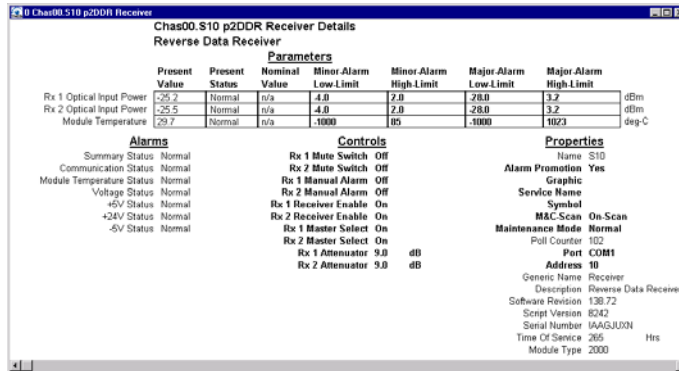 0 Chas00.S10 p2DDR Receiver
Chas00.S10 p2DDR Receiver Details
Reverse Data Receiver
Parameters
Present Value Present Status Nominal Value Minor-Alarm Low-Limit Minor-Alarm High-Limit Major-Alarm Low-Limit Major-Alarm High-Limit
Rx 1 Optical Input Power -25.2 Normal n/a -4.0 2.0 -28.0 3.2 dBm
Rx 2 Optical Input Power -25.5 Normal n/a -4.0 2.0 -28.0 3.2 dBm
Module Temperature 29.7 Normal n/a -1000 85 -1000 1023 deg-C
Alarms
Summary Status Normal
Communication Status Normal
Module Temperature Status Normal
Voltage Status Normal
+5V Status Normal
+24V Status Normal
-5V Status Normal
Controls
Rx 1 Mute Switch Off
Rx 2 Mute Switch Off
Rx 1 Manual Alarm Off
Rx 2 Manual Alarm Off
Rx 1 Receiver Enable On
Rx 2 Receiver Enable On
Rx 1 Master Select On
Rx 2 Master Select On
Rx 1 Attenuator 9.0 dB
Rx 2 Attenuator 9.0 dB
Properties
Name S10
Alarm Promotion Yes
Graphic
Service Name
Symbol
M&C-Scan On-Scan
Maintenance Mode Normal
Poll Counter 102
Port COM1
Address 10
Generic Name Receiver
Description Reverse Data Receive
Software Revision 138.72
Script Version 8242
Serial Number IAAGJUXN
Time Of Service 265 Hrs
Module Type 2000